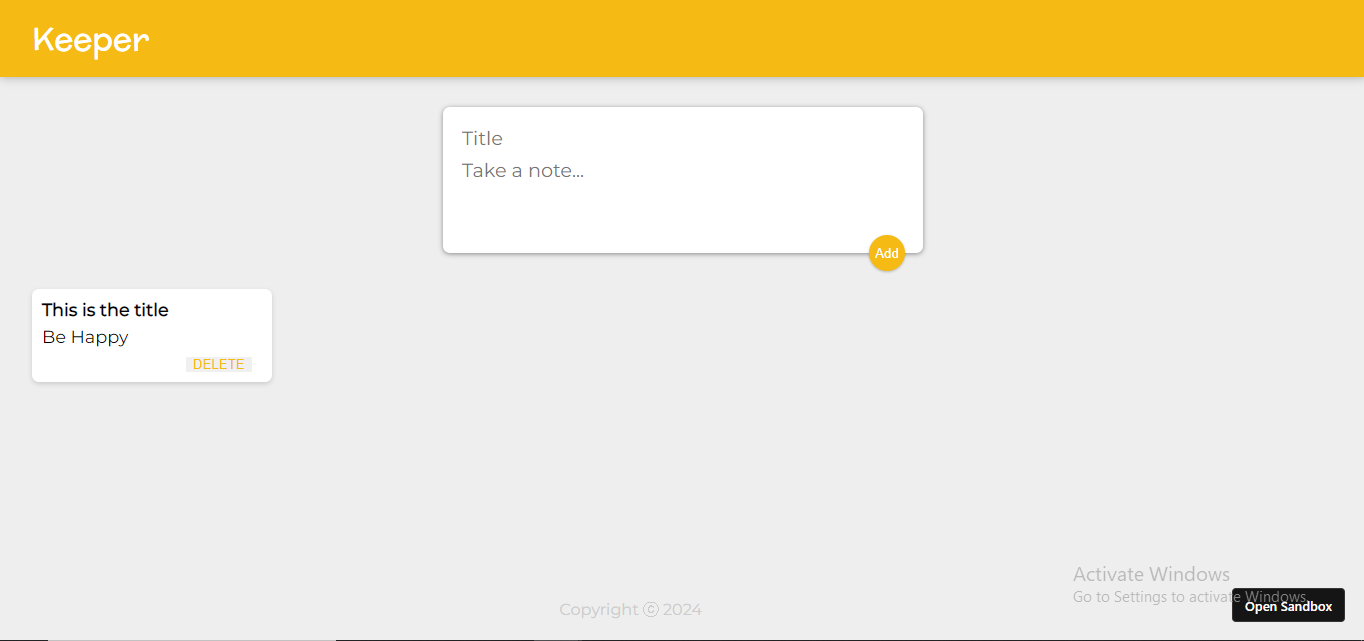 Keeper
Title
Take a note...
Add
This is the title
Be Happy
DELETE
Activate Windows
Go to Settings to activate Windows.
Open Sandbox
Copyright ⓒ 2024